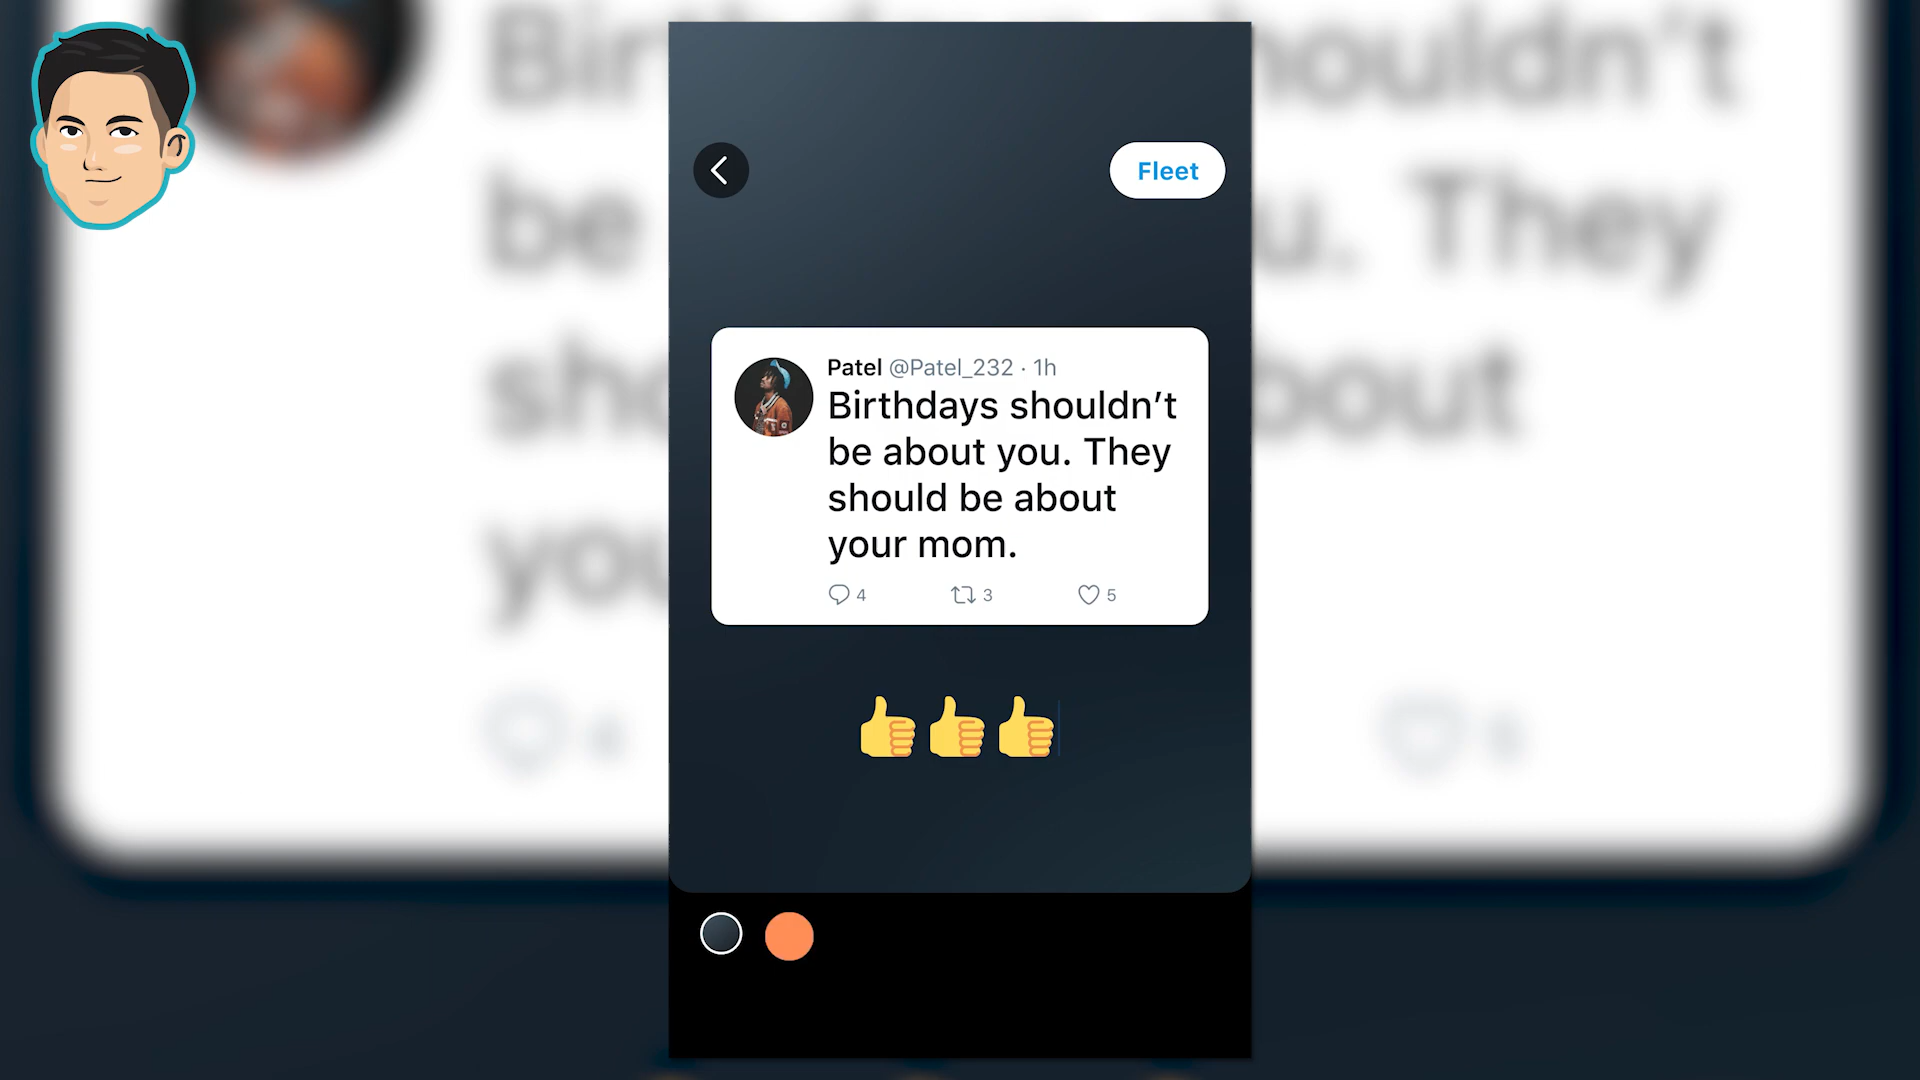 Fleet
Patel @Patel_232 · 1h
Birthdays shouldn’t
be about you. They
should be about
your mom.
4 3 5